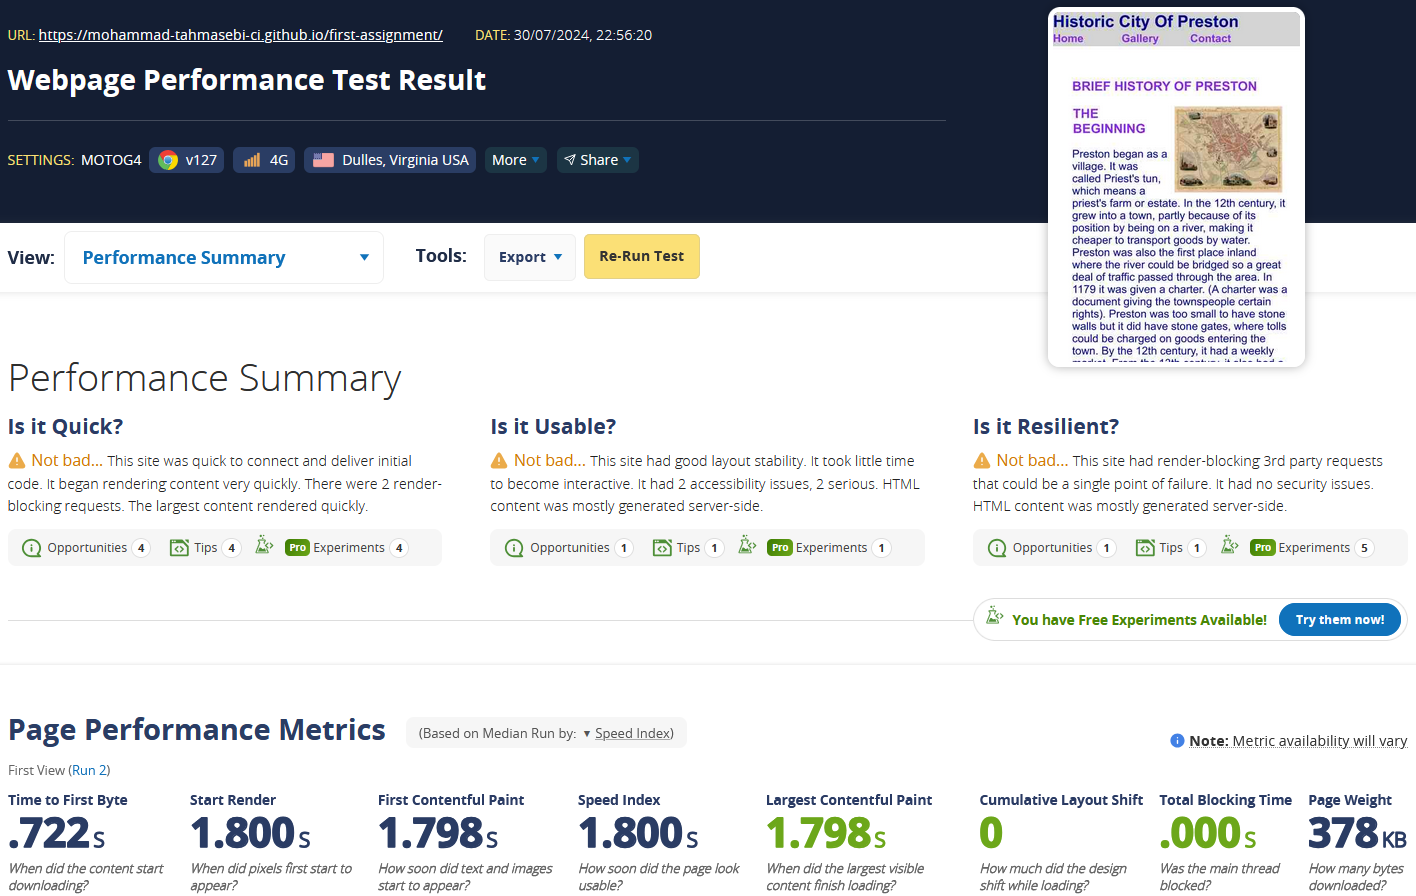 URL: https://mohammad-tahmasebi-ci.github.io/first-assignment/ DATE: 30/07/2024, 22:56:20
Webpage Performance Test Result
SETTINGS: MOTOG4 v127 4G Dulles, Virginia USA More Share
Historic City Of Preston
Home Gallery Contact
BRIEF HISTORY OF PRESTON
THE
BEGINNING
Preston began as a
village. It was
called Priest's tun,
which means a
priest's farm or estate. In the 12th century, it
grew into a town, partly because of its
position by being on a river, making it
cheaper to transport goods by water.
Preston was also the first place inland
where the river could be bridged so a great
deal of traffic passed through the area. In
1179 it was given a charter. (A charter was a
document giving the townspeople certain
rights). Preston was too small to have stone
walls but it did have stone gates, where tolls
could be charged on goods entering the
town. By the 12th century, it had a weekly
market. From the 12th century, it also had a
View: Performance Summary Tools: Export Re-Run Test
Performance Summary
Is it Quick?
Not bad... This site was quick to connect and deliver initial
code. It began rendering content very quickly. There were 2 render-
blocking requests. The largest content rendered quickly.
Opportunities 4 Tips 4 Pro Experiments 4
Is it Usable?
Not bad... This site had good layout stability. It took little time
to become interactive. It had 2 accessibility issues, 2 serious. HTML
content was mostly generated server-side.
Opportunities 1 Tips 1 Pro Experiments 1
Is it Resilient?
Not bad... This site had render-blocking 3rd party requests
that could be a single point of failure. It had no security issues.
HTML content was mostly generated server-side.
Opportunities 1 Tips 1 Pro Experiments 5
You have Free Experiments Available! Try them now!
Page Performance Metrics (Based on Median Run by: ▼ Speed Index)
Note: Metric availability will vary
First View (Run 2)
Time to First Byte
.722 S
When did the content start
downloading?
Start Render
1.800 S
When did pixels first start to
appear?
First Contentful Paint
1.798 S
How soon did text and images
start to appear?
Speed Index
1.800 S
How soon did the page look
usable?
Largest Contentful Paint
1.798 S
When did the largest visible
content finish loading?
Cumulative Layout Shift
0
How much did the design
shift while loading?
Total Blocking Time
.000 S
Was the main thread
blocked?
Page Weight
378 KB
How many bytes
downloaded?